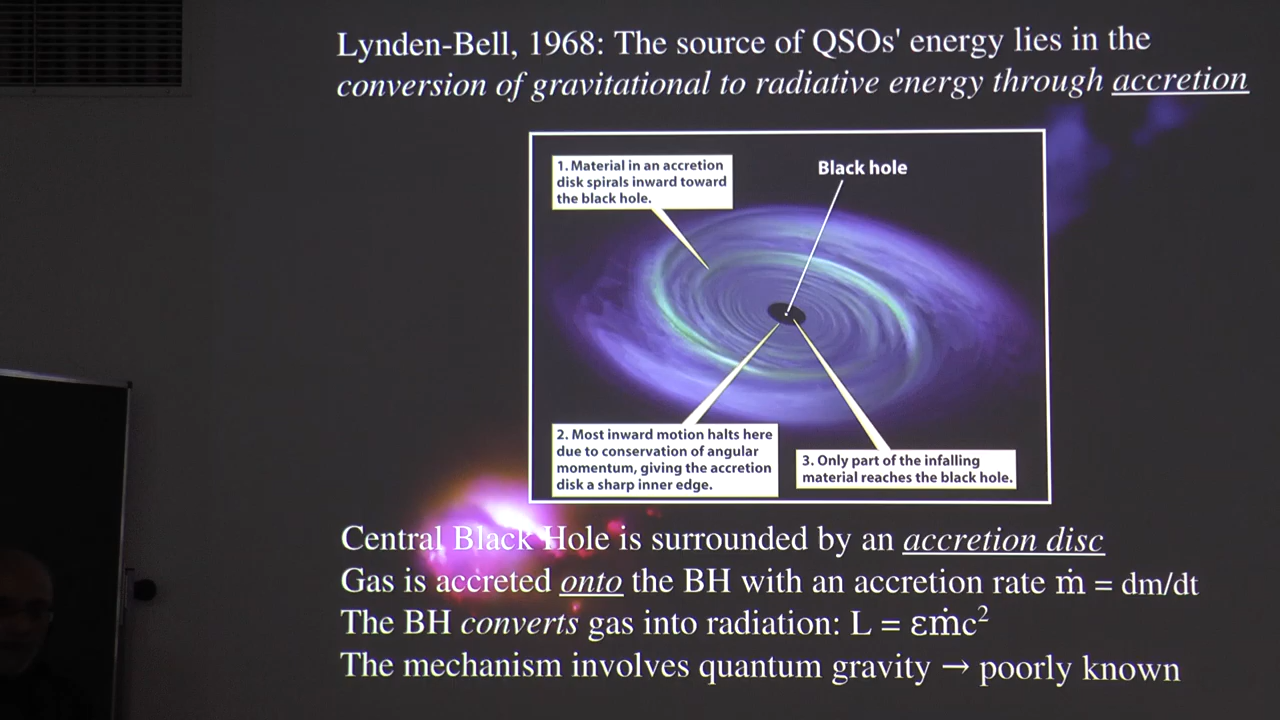 Lynden-Bell, 1968: The source of QSOs' energy lies in the
conversion of gravitational to radiative energy through accretion
1. Material in an accretion
disk spirals inward toward
the black hole.
Black hole
2. Most inward motion halts here
due to conservation of angular
momentum, giving the accretion
disk a sharp inner edge.
3. Only part of the infalling
material reaches the black hole.
Central Black Hole is surrounded by an accretion disc
Gas is accreted onto the BH with an accretion rate ṁ = dm/dt
The BH converts gas into radiation: L = εṁc²
The mechanism involves quantum gravity → poorly known